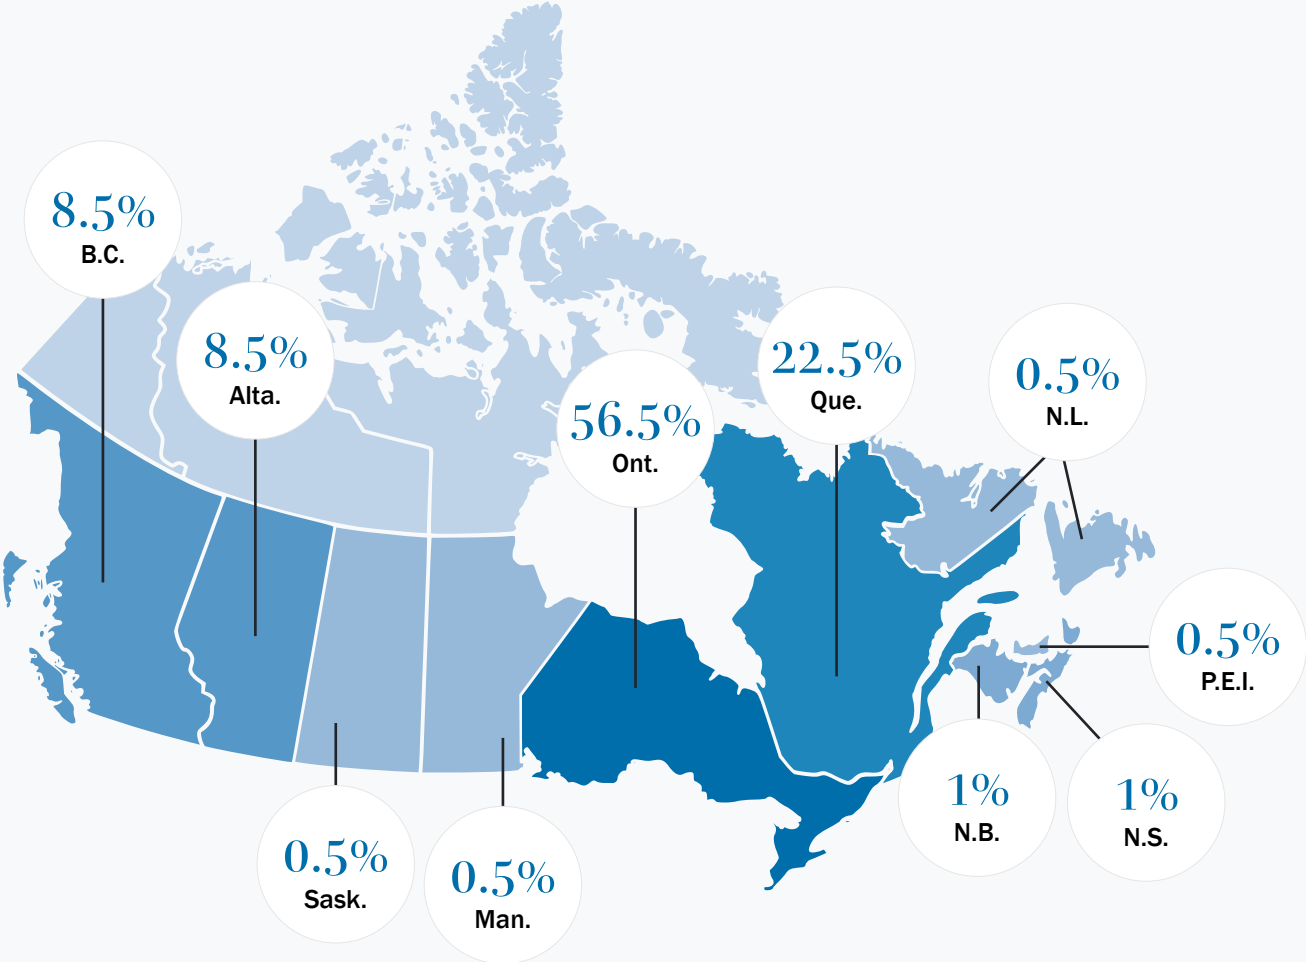 8.5%
B.C.
8.5%
Alta.
56.5%
Ont.
22.5%
Que.
0.5%
N.L.
0.5%
P.E.I.
1%
N.B.
1%
N.S.
0.5%
Sask.
0.5%
Man.